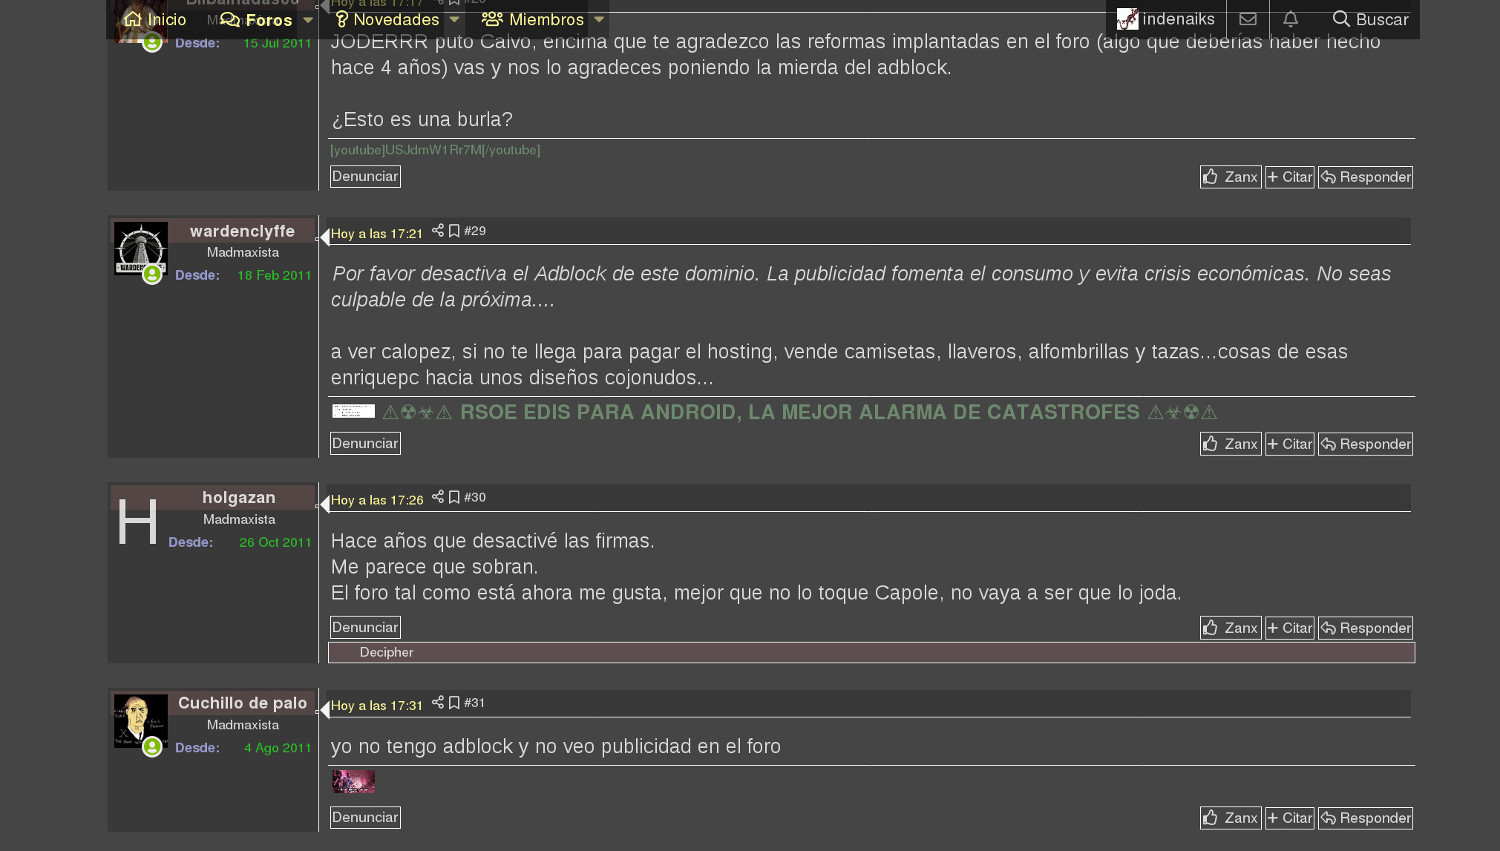 Inicio
Foros
Novedades
Miembros
indenaiks
Buscar
Hoy a las 17:17 #28
Desde: 15 Jul 2011
JODERRR puto Calvo, encima que te agradezco las reformas implantadas en el foro (algo que deberías haber hecho
hace 4 años) vas y nos lo agradeces poniendo la mierda del adblock.
¿Esto es una burla?
[youtube]USJdmW1Rr7M[/youtube]
Denunciar
Zanx
+ Citar
Responder
wardenclyffe
Madmaxista
Desde: 18 Feb 2011
Hoy a las 17:21 #29
Por favor desactiva el Adblock de este dominio. La publicidad fomenta el consumo y evita crisis económicas. No seas
culpable de la próxima....
a ver calopez, si no te llega para pagar el hosting, vende camisetas, llaveros, alfombrillas y tazas...cosas de esas
enriquepc hacia unos diseños cojonudos...
⚠☢☣⚠ RSOE EDIS PARA ANDROID, LA MEJOR ALARMA DE CATASTROFES ⚠☣☢⚠
Denunciar
Zanx
+ Citar
Responder
H
holgazan
Madmaxista
Desde: 26 Oct 2011
Hoy a las 17:26 #30
Hace años que desactivé las firmas.
Me parece que sobran.
El foro tal como está ahora me gusta, mejor que no lo toque Capole, no vaya a ser que lo joda.
Denunciar
Zanx
+ Citar
Responder
Decipher
Cuchillo de palo
Madmaxista
Desde: 4 Ago 2011
Hoy a las 17:31 #31
yo no tengo adblock y no veo publicidad en el foro
Denunciar
Zanx
+ Citar
Responder